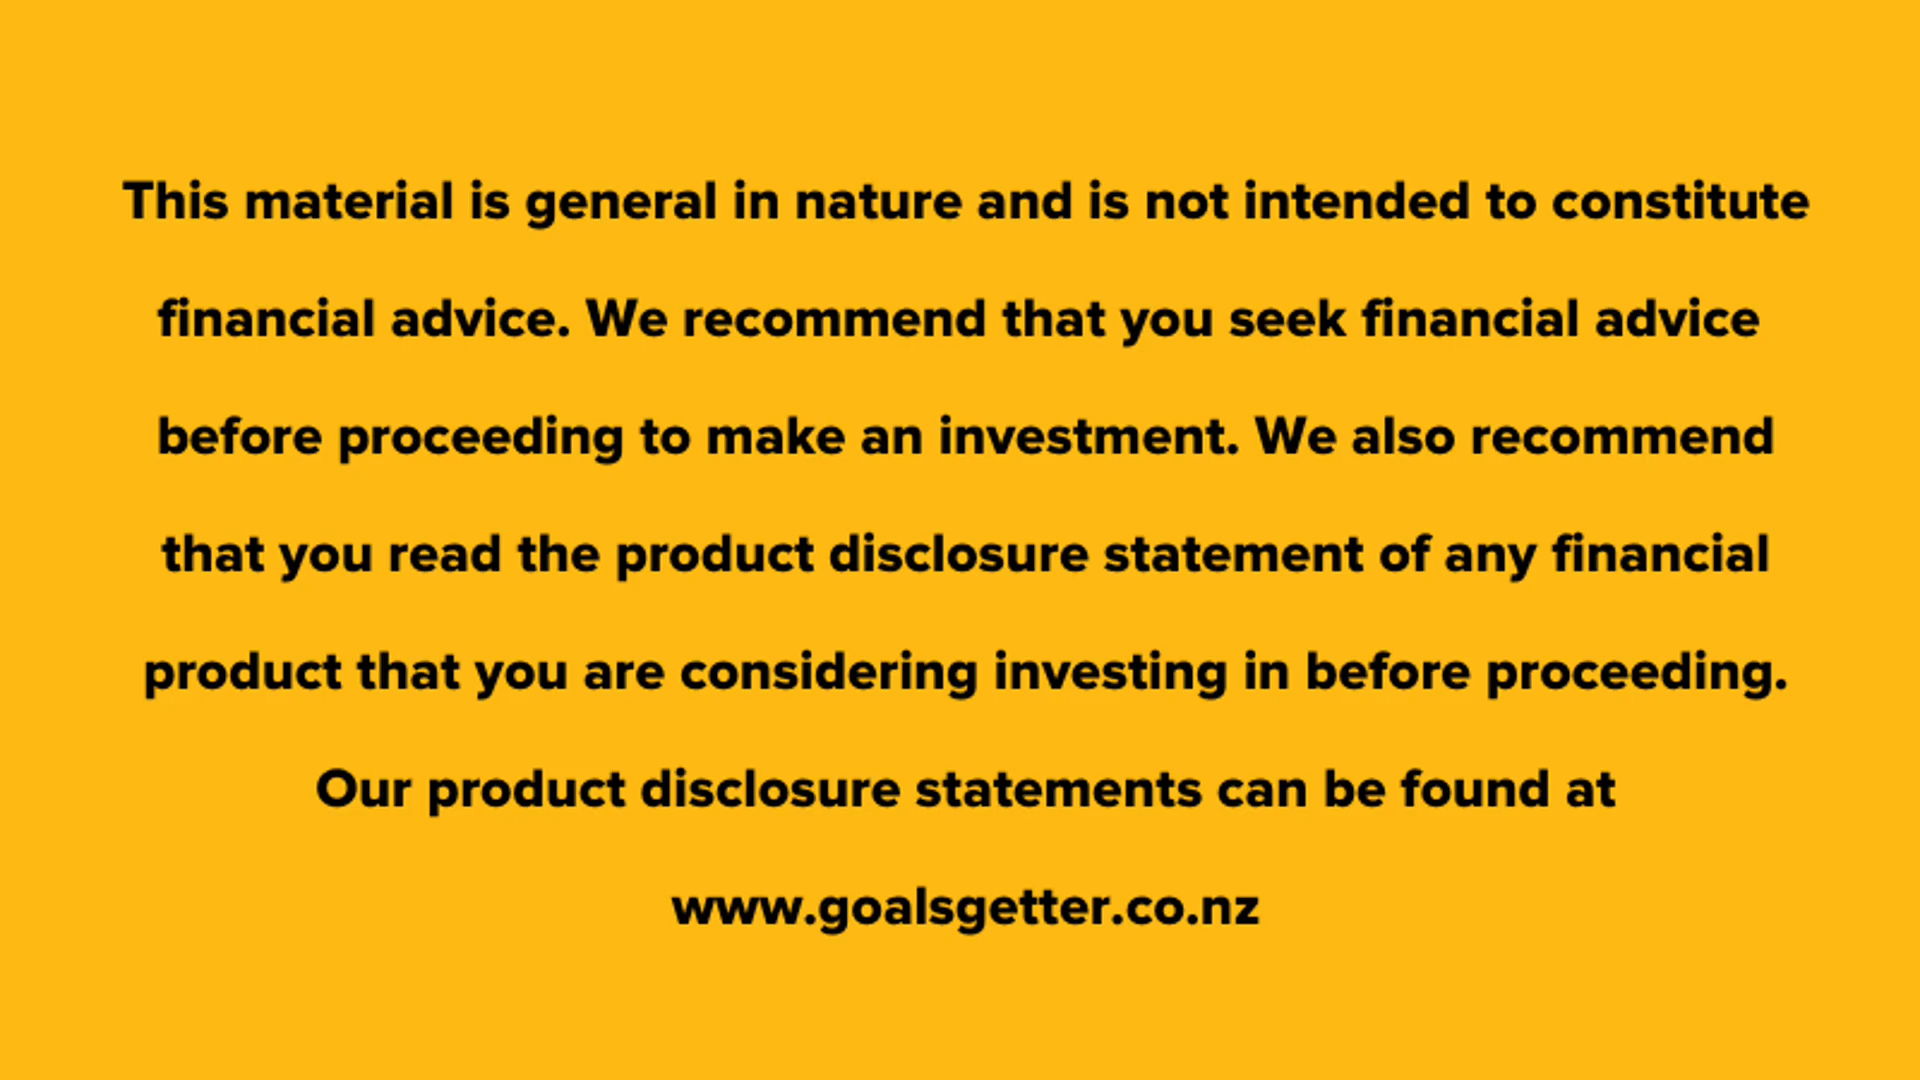 This material is general in nature and is not intended to constitute
financial advice. We recommend that you seek financial advice
before proceeding to make an investment. We also recommend
that you read the product disclosure statement of any financial
product that you are considering investing in before proceeding.
Our product disclosure statements can be found at
www.goalsgetter.co.nz